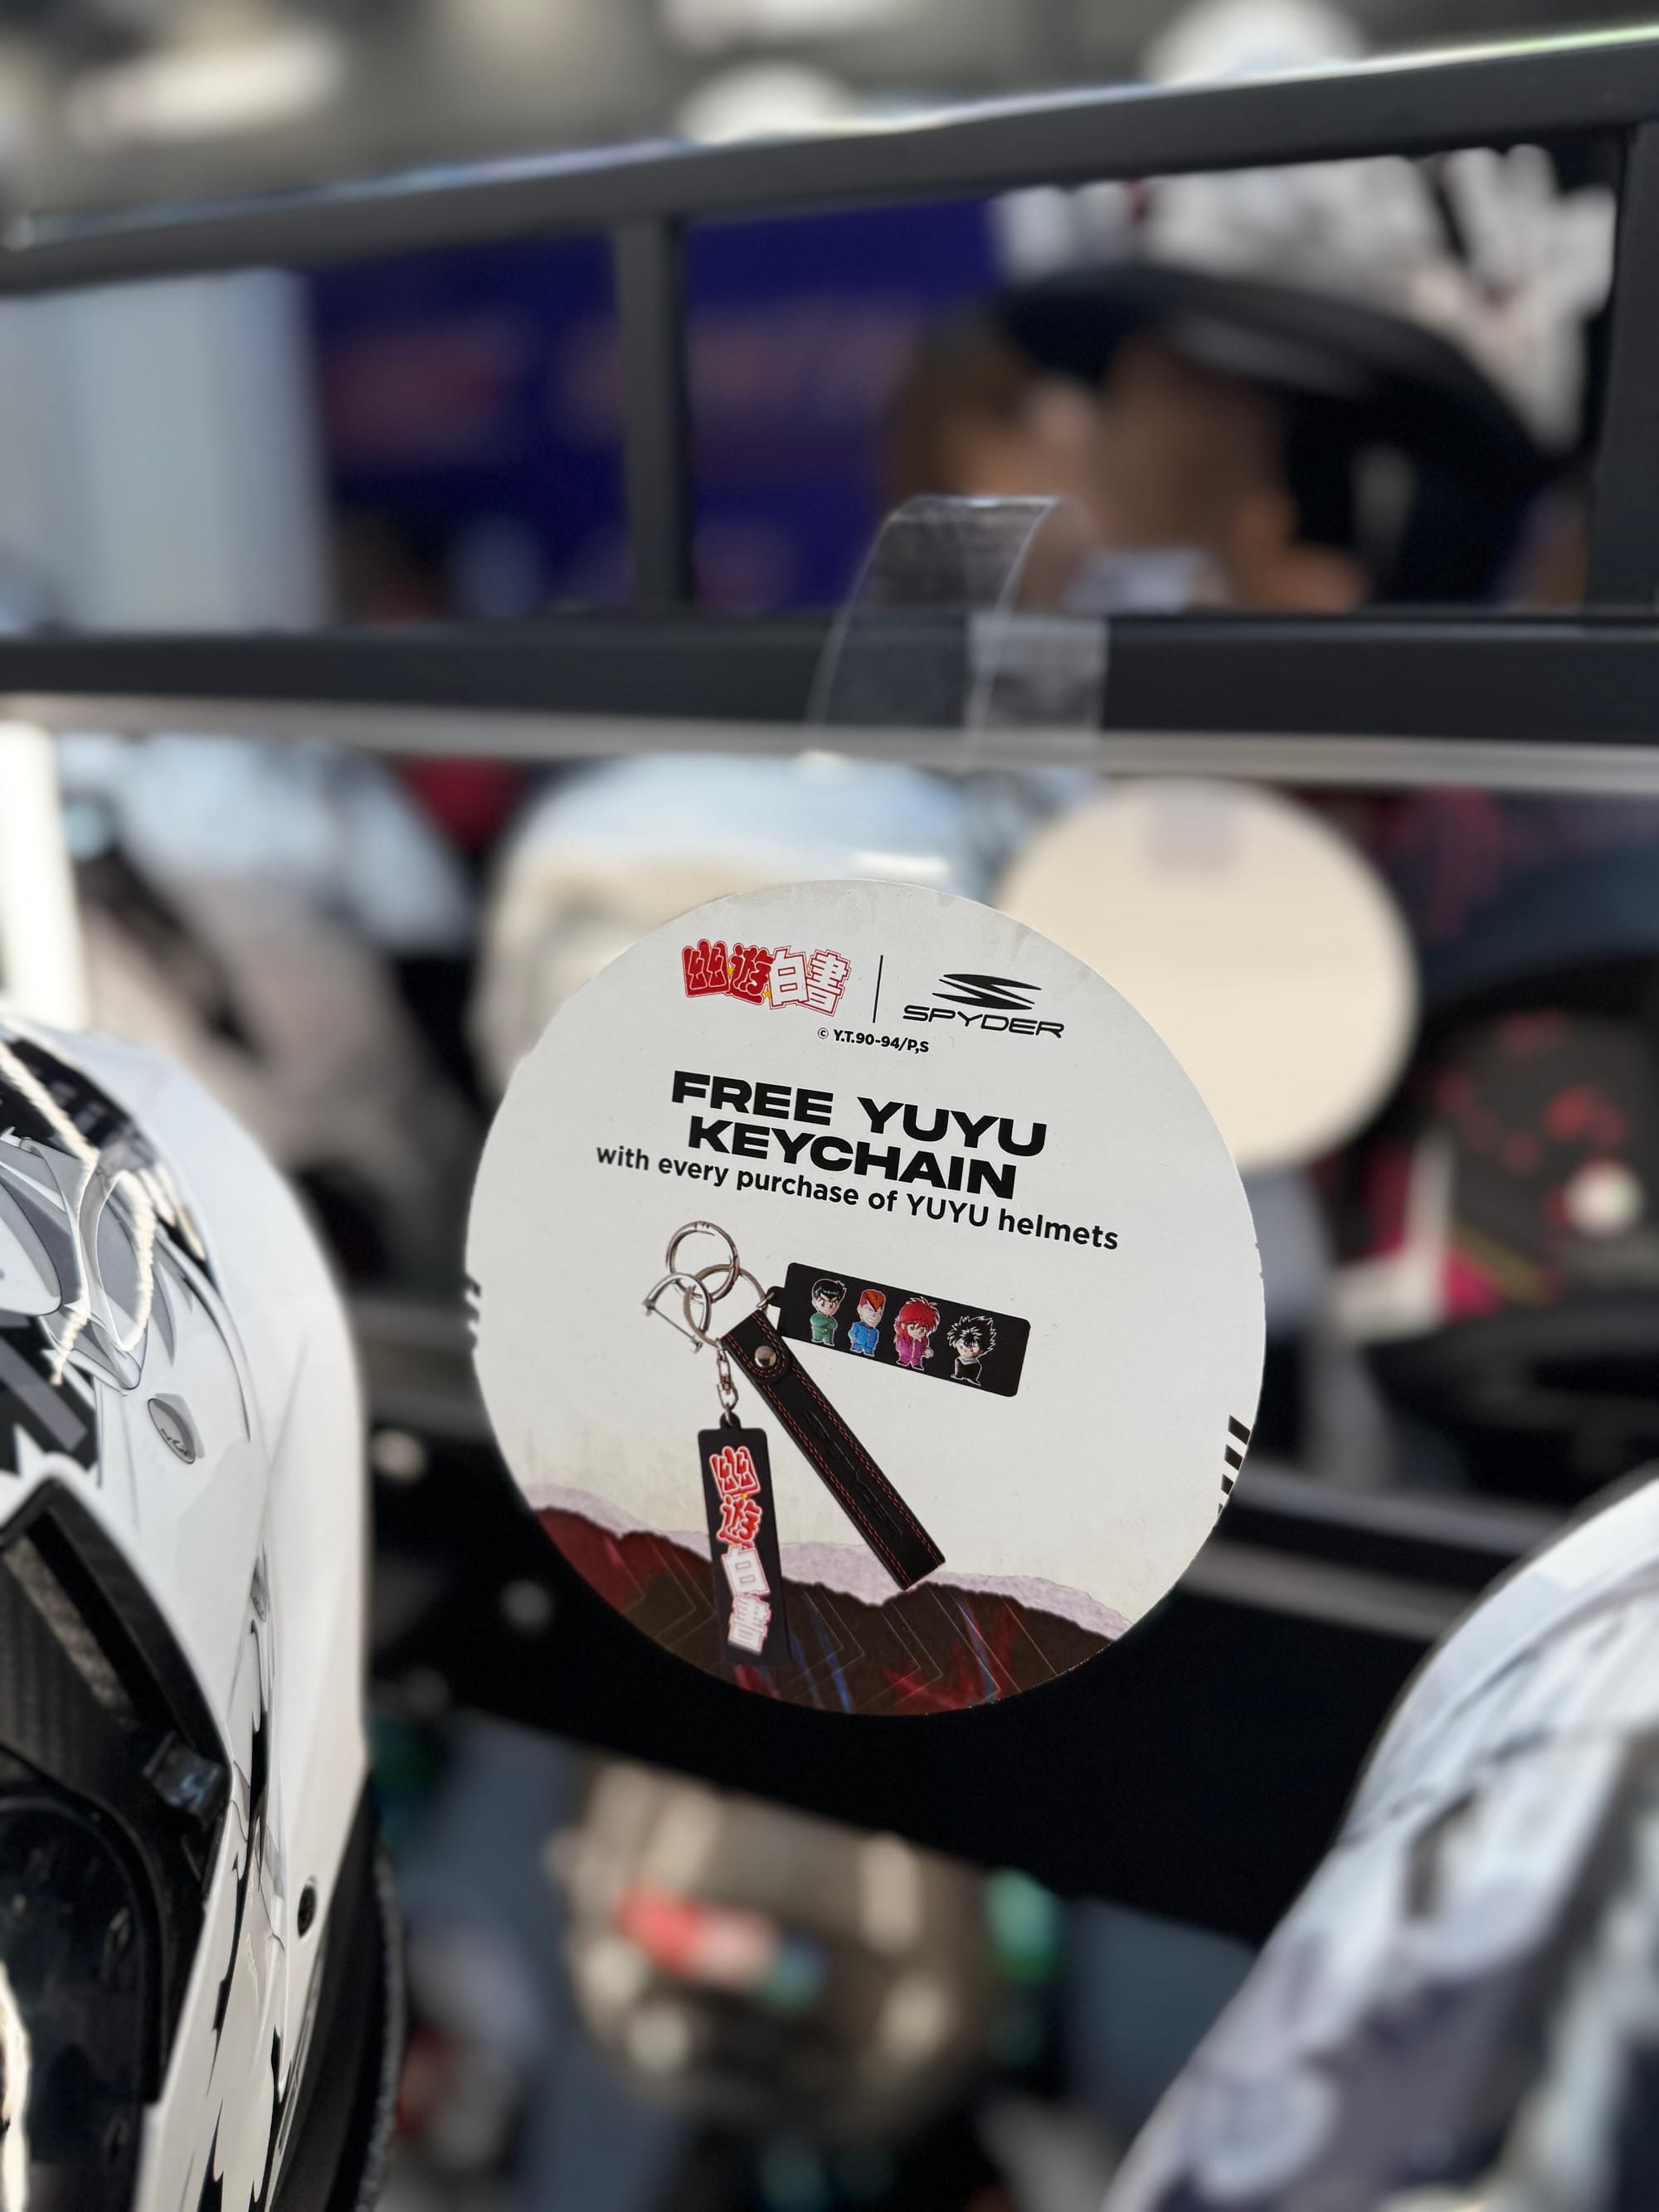 幽遊白書
SPYDER
© Y.T.90-94/P,S
FREE YUYU
KEYCHAIN
with every purchase of YUYU helmets
幽遊白書